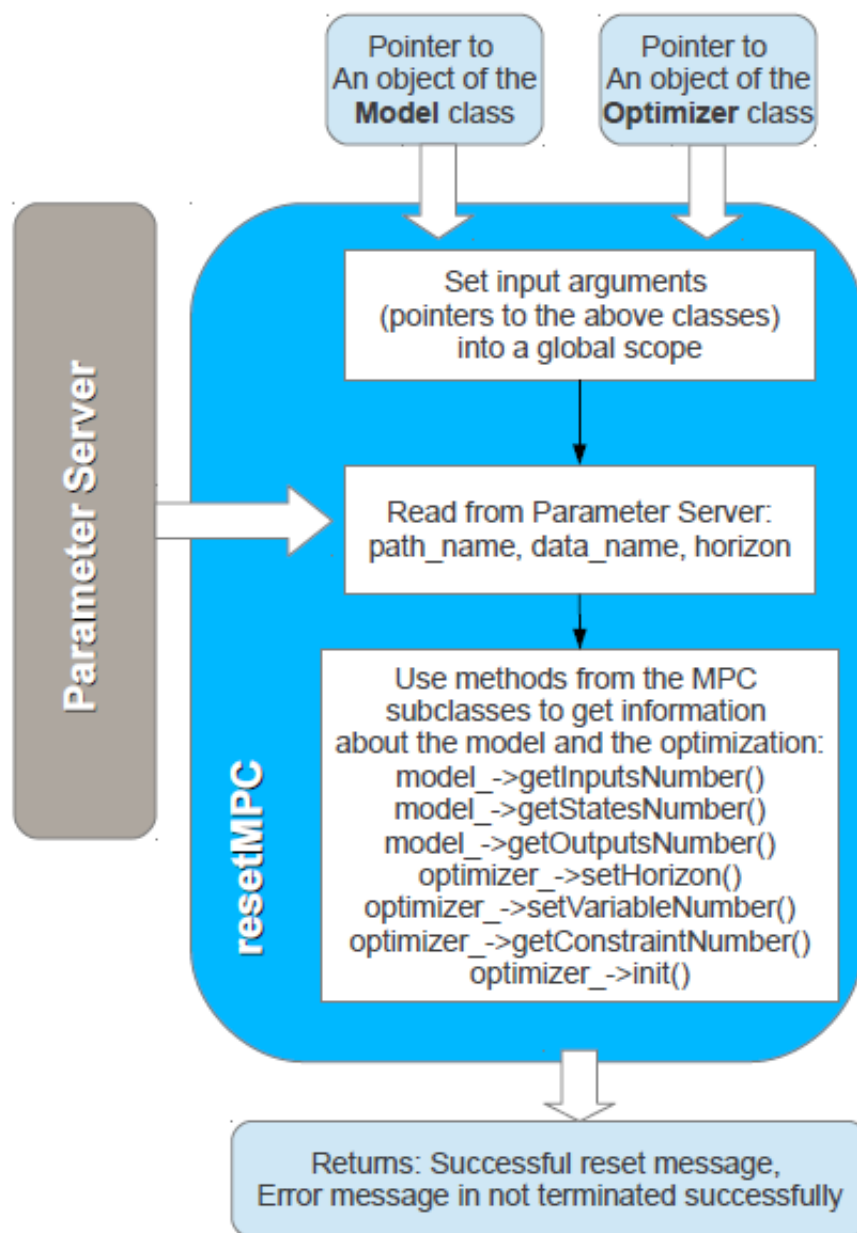 Pointer to
An object of the
Model class
Pointer to
An object of the
Optimizer class
Parameter Server
resetMPC
Set input arguments
(pointers to the above classes)
into a global scope
Read from Parameter Server:
path_name, data_name, horizon
Use methods from the MPC
subclasses to get information
about the model and the optimization:
model_->getInputsNumber()
model_->getStatesNumber()
model_->getOutputsNumber()
optimizer_->setHorizon()
optimizer_->setVariableNumber()
optimizer_->getConstraintNumber()
optimizer_->init()
Returns: Successful reset message,
Error message in not terminated successfully